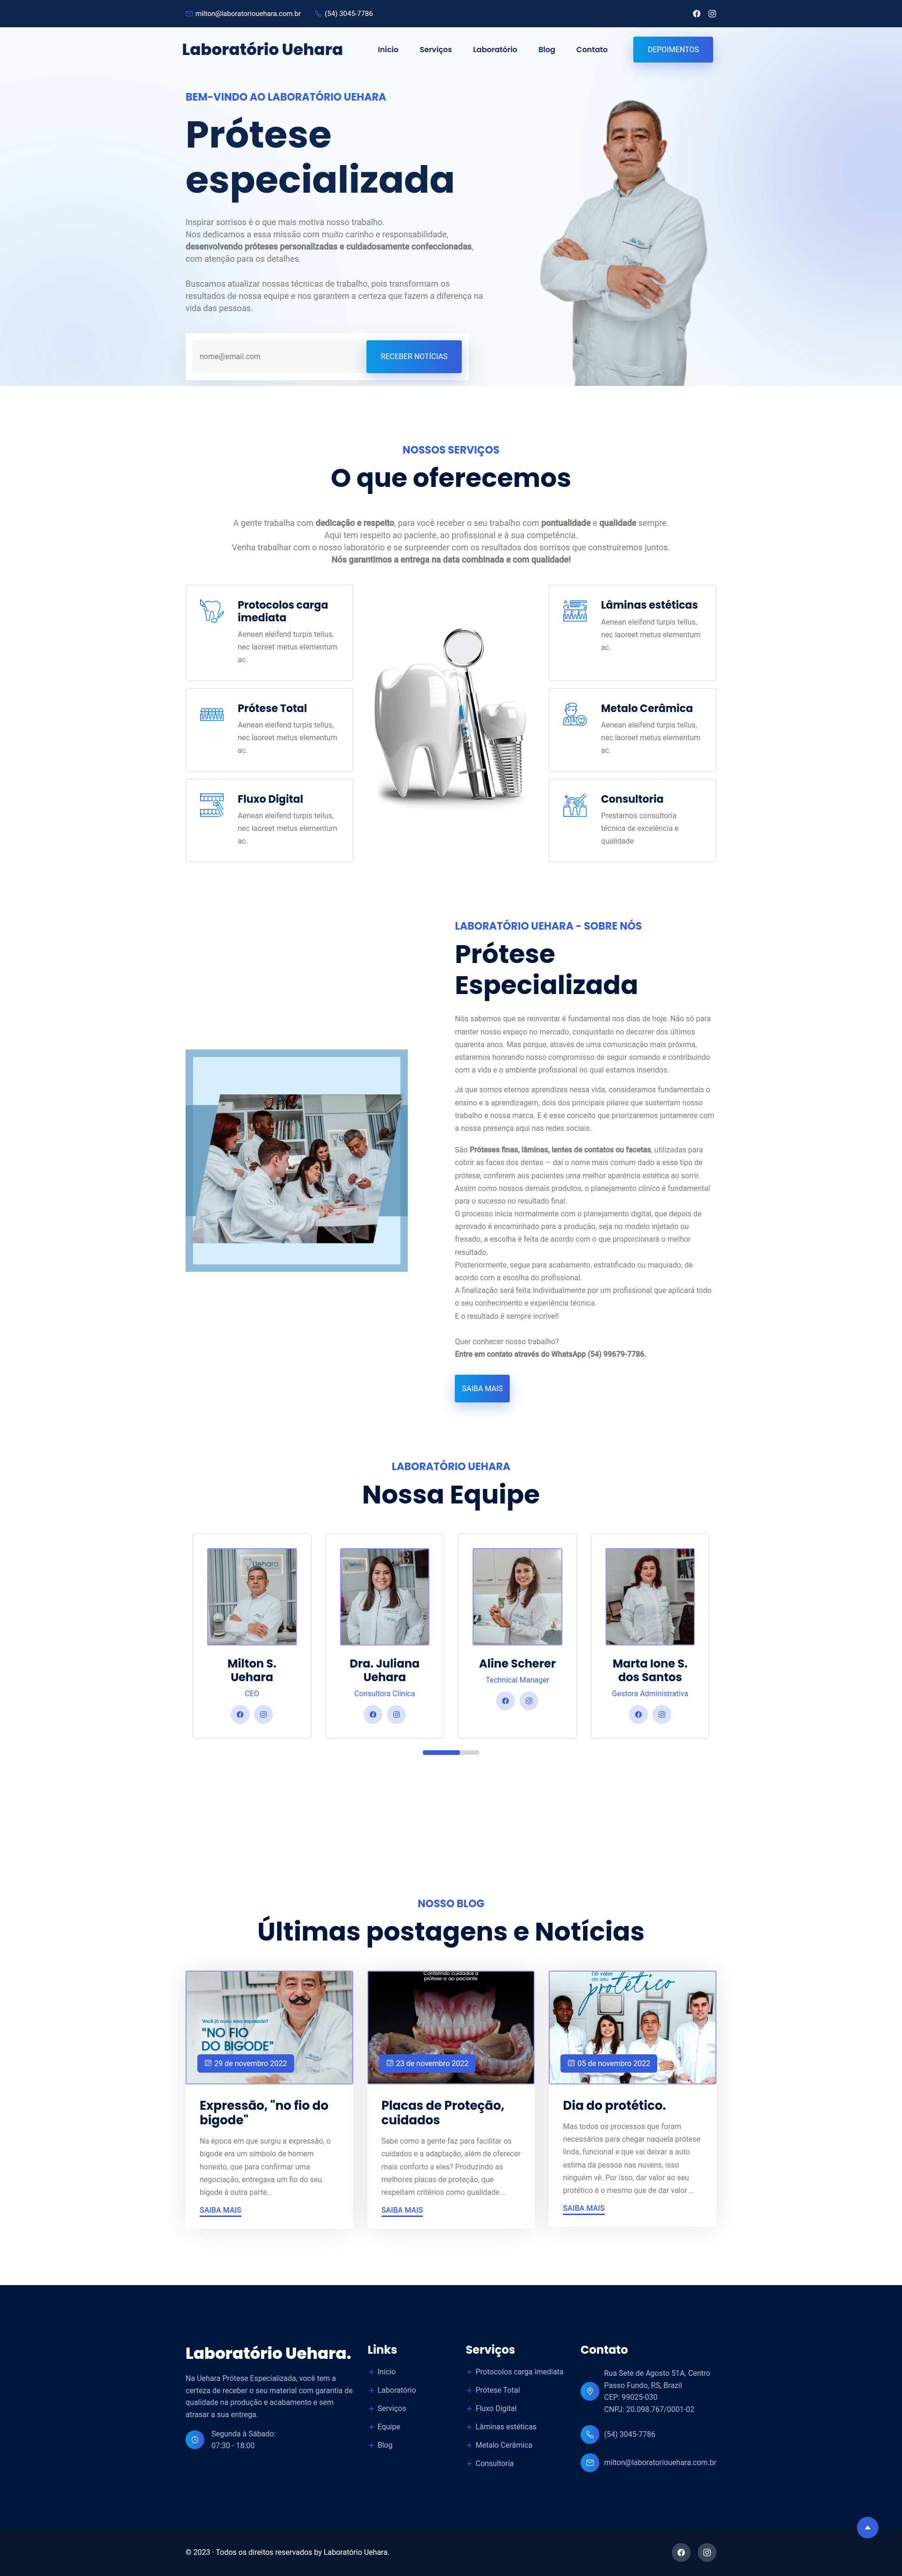 milton@laboratoriouehara.com.br (54) 3045-7786
Laboratório Uehara Início Serviços Laboratório Blog Contato DEPOIMENTOS
BEM-VINDO AO LABORATÓRIO UEHARA
Prótese
especializada
Inspirar sorrisos é o que mais motiva nosso trabalho.
Nos dedicamos a essa missão com muito carinho e responsabilidade,
desenvolvendo próteses personalizadas e cuidadosamente confeccionadas,
com atenção para os detalhes.
Buscamos atualizar nossas técnicas de trabalho, pois transformam os
resultados de nossa equipe e nos garantem a certeza que fazem a diferença na
vida das pessoas.
nome@email.com RECEBER NOTÍCIAS
NOSSOS SERVIÇOS
O que oferecemos
A gente trabalha com dedicação e respeito, para você receber o seu trabalho com pontualidade e qualidade sempre.
Aqui tem respeito ao paciente, ao profissional e à sua competência.
Venha trabalhar com o nosso laboratório e se surpreender com os resultados dos sorrisos que construiremos juntos.
Nós garantimos a entrega na data combinada e com qualidade!
Protocolos carga
imediata
Aenean eleifend turpis tellus,
nec laoreet metus elementum
ac.
Prótese Total
Aenean eleifend turpis tellus,
nec laoreet metus elementum
ac.
Fluxo Digital
Aenean eleifend turpis tellus,
nec laoreet metus elementum
ac.
Lâminas estéticas
Aenean eleifend turpis tellus,
nec laoreet metus elementum
ac.
Metalo Cerâmica
Aenean eleifend turpis tellus,
nec laoreet metus elementum
ac.
Consultoria
Prestamos consultoria
técnica de excelência e
qualidade
LABORATÓRIO UEHARA - SOBRE NÓS
Prótese
Especializada
Nós sabemos que se reinventar é fundamental nos dias de hoje. Não só para
manter nosso espaço no mercado, conquistado no decorrer dos últimos
quarenta anos. Mas porque, através de uma comunicação mais próxima,
estaremos honrando nosso compromisso de seguir somando e contribuindo
com a vida e o ambiente profissional no qual estamos inseridos.
Já que somos eternos aprendizes nessa vida, consideramos fundamentais o
ensino e a aprendizagem, dois dos principais pilares que sustentam nosso
trabalho e nossa marca. E é esse conceito que priorizaremos juntamente com
a nossa presença aqui nas redes sociais.
São Próteses finas, lâminas, lentes de contatos ou facetas, utilizadas para
cobrir as faces dos dentes — daí o nome mais comum dado a esse tipo de
prótese, conferem aos pacientes uma melhor aparência estética ao sorrir.
Assim como nossos demais produtos, o planejamento clínico é fundamental
para o sucesso no resultado final.
O processo inicia normalmente com o planejamento digital, que depois de
aprovado é encaminhado para a produção, seja no modelo injetado ou
fresado, a escolha é feita de acordo com o que proporcionará o melhor
resultado.
Posteriormente, segue para acabamento, estratificado ou maquiado, de
acordo com a escolha do profissional.
A finalização será feita individualmente por um profissional que aplicará todo
o seu conhecimento e experiência técnica.
E o resultado é sempre incrível!
Quer conhecer nosso trabalho?
Entre em contato através do WhatsApp (54) 99679-7786.
SAIBA MAIS
LABORATÓRIO UEHARA
Nossa Equipe
Uehara
Milton S.
Uehara
CEO
Dra. Juliana
Uehara
Consultora Clínica
Aline Scherer
Technical Manager
Marta Ione S.
dos Santos
Gestora Administrativa
NOSSO BLOG
Últimas postagens e Notícias
Você já ouviu essa expressão?
"NO FIO
DO BIGODE"
29 de novembro 2022
Expressão, "no fio do
bigode"
Na época em que surgiu a expressão, o
bigode era um símbolo de homem
honesto, que para confirmar uma
negociação, entregava um fio do seu
bigode à outra parte..
SAIBA MAIS
Conferindo cuidados à
prótese e ao paciente
23 de novembro 2022
Placas de Proteção,
cuidados
Sabe como a gente faz para facilitar os
cuidados e a adaptação, além de oferecer
mais conforto a eles? Produzindo as
melhores placas de proteção, que
respeitam critérios como qualidade ..
SAIBA MAIS
Dê valor
ao seu
protético
05 de novembro 2022
Dia do protético.
Mas todos os processos que foram
necessários para chegar naquela prótese
linda, funcional e que vai deixar a auto
estima da pessoa nas nuvens, isso
ninguém vê. Por isso, dar valor ao seu
protético é o mesmo que de dar valor ..
SAIBA MAIS
Laboratório Uehara.
Na Uehara Prótese Especializada, você tem a
certeza de receber o seu material com garantia de
qualidade na produção e acabamento e sem
atrasar a sua entrega.
Segunda à Sábado:
07:30 - 18:00
Links
Início
Laboratório
Serviços
Equipe
Blog
Serviços
Protocolos carga imediata
Prótese Total
Fluxo Digital
Lâminas estéticas
Metalo Cerâmica
Consultoria
Contato
Rua Sete de Agosto 51A, Centro
Passo Fundo, RS, Brazil
CEP: 99025-030
CNPJ: 20.098.767/0001-02
(54) 3045-7786
milton@laboratoriouehara.com.br
© 2023 · Todos os direitos reservados by Laboratório Uehara.